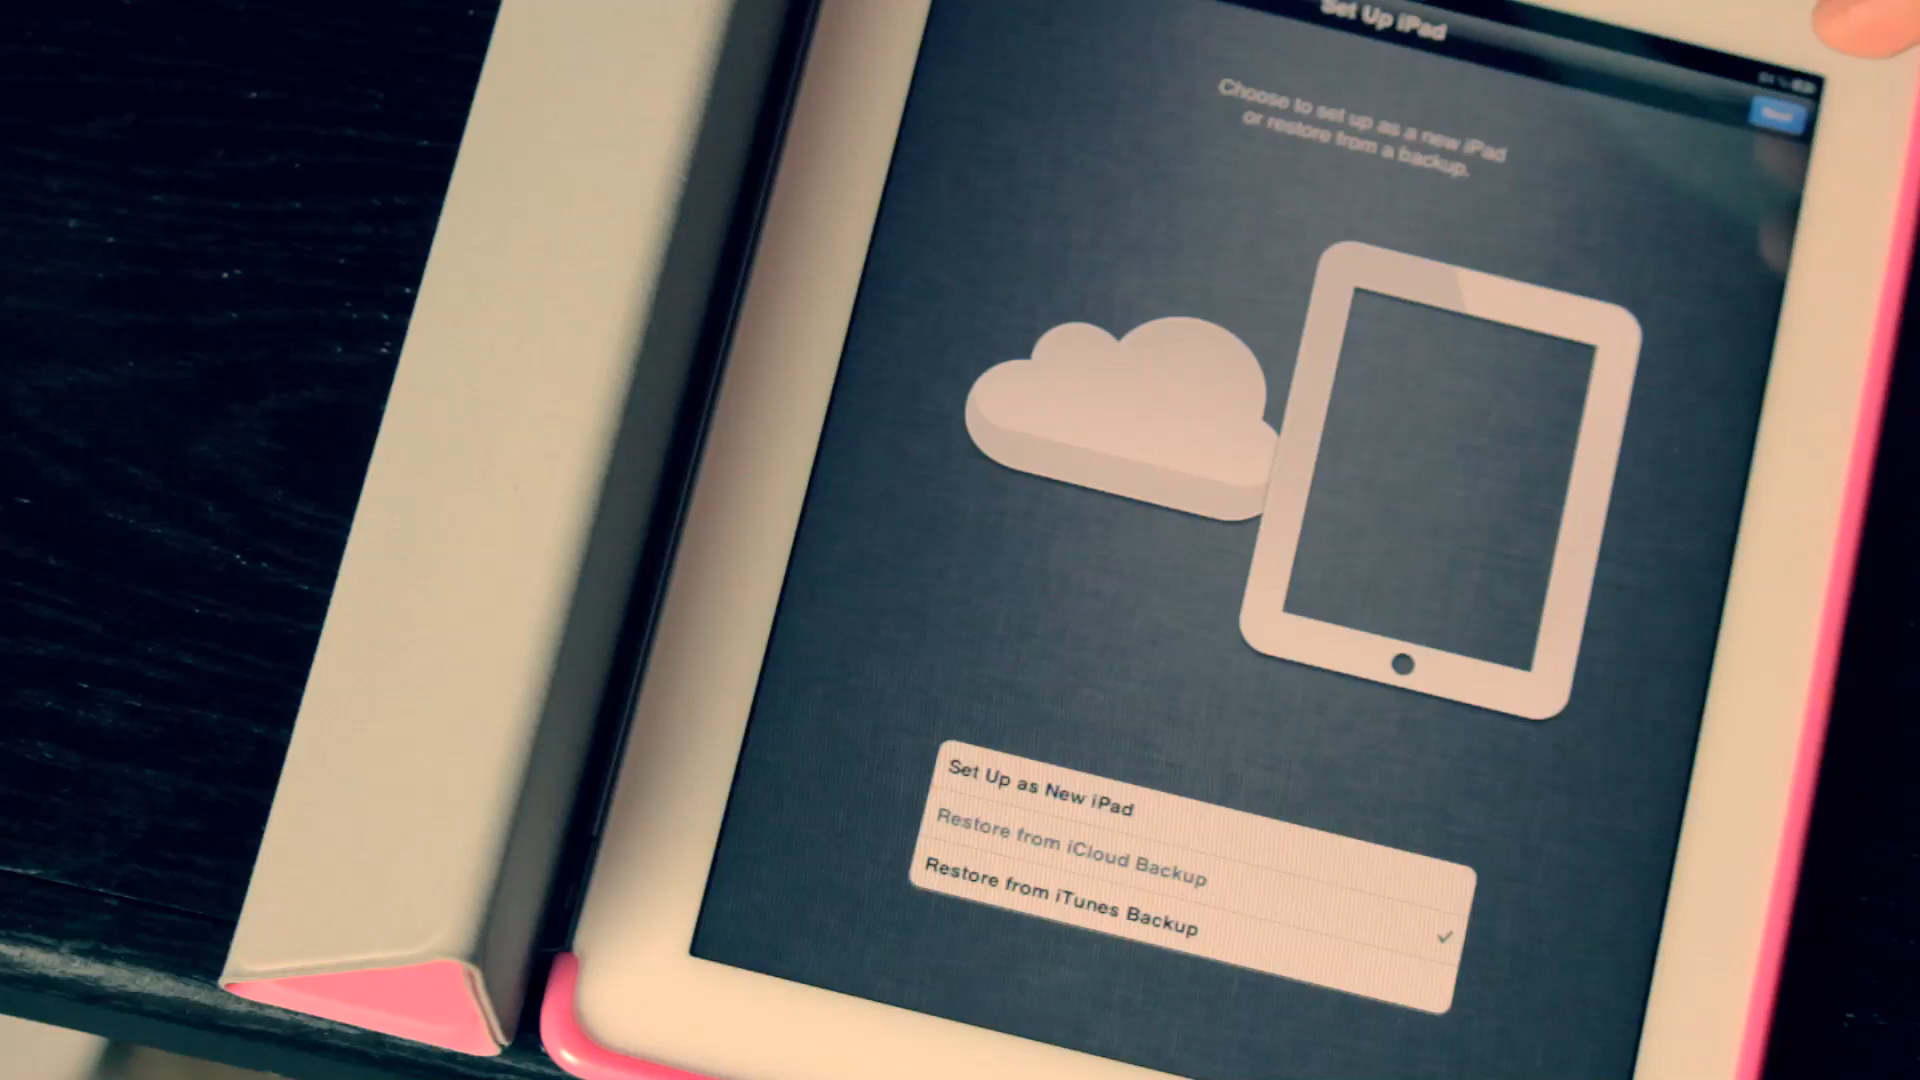 Set Up iPad
Choose to set up as a new iPad
or restore from a backup.
Set Up as New iPad
Restore from iCloud Backup
Restore from iTunes Backup